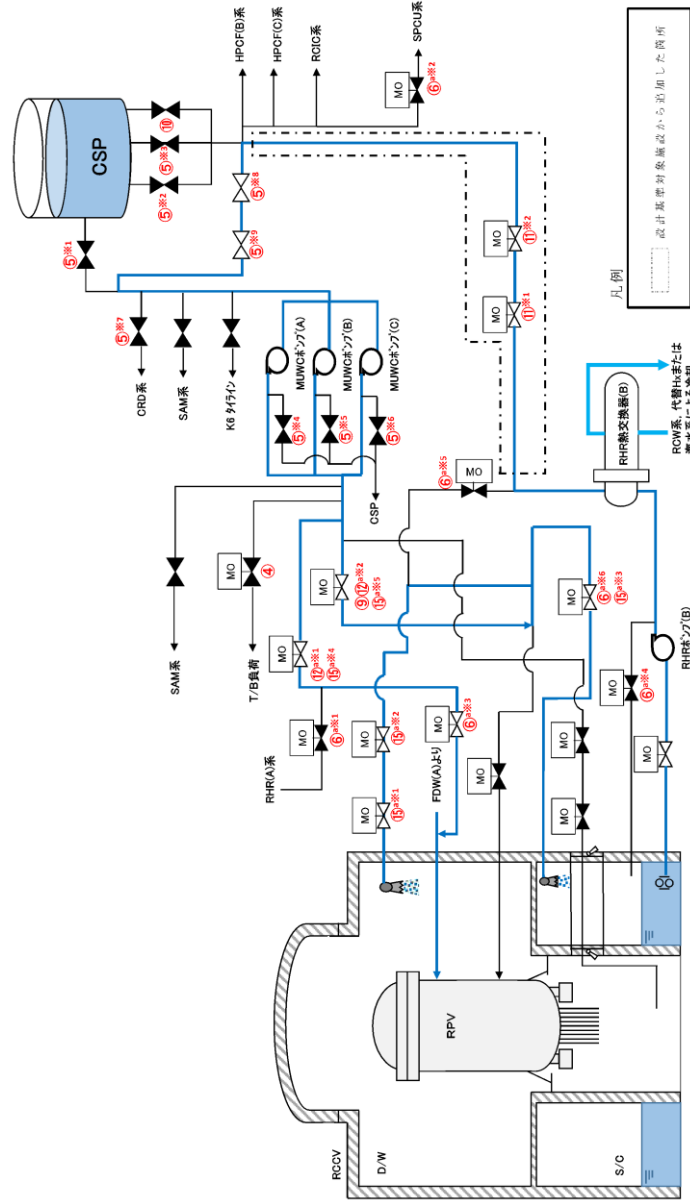 RCCV
D/W
S/C
RPV
RHR(A)系
MO
⑥a※1
MO
⑮a※1
MO
⑮a※2
FDW(A)より
MO
⑥a※3
MO
MO
⑫a※1
⑮a※4
SAM系
T/B負荷
MO
④
MO
⑨⑫a※2
⑮a※5
MO
MO
MO
⑥a※6
⑮a※3
MO
⑥a※4
MO
RHRポンプ(B)
MO
⑥a※5
CSP
⑤※4
⑤※5
⑤※6
MUWCポンプ(A)
MUWCポンプ(B)
MUWCポンプ(C)
CRD系
⑤※7
SAM系
K6 タイライン
⑤※1
CSP
⑤※2
⑤※3
⑩
⑤※9
⑤※8
HPCF(B)系
HPCF(C)系
RCIC系
SPCU系
MO
⑥a※2
MO
⑪※1
MO
⑪※2
RHR熱交換器(B)
RCW系, 代替Hxまたは
凡例
設計基準対象施設から追加した箇所